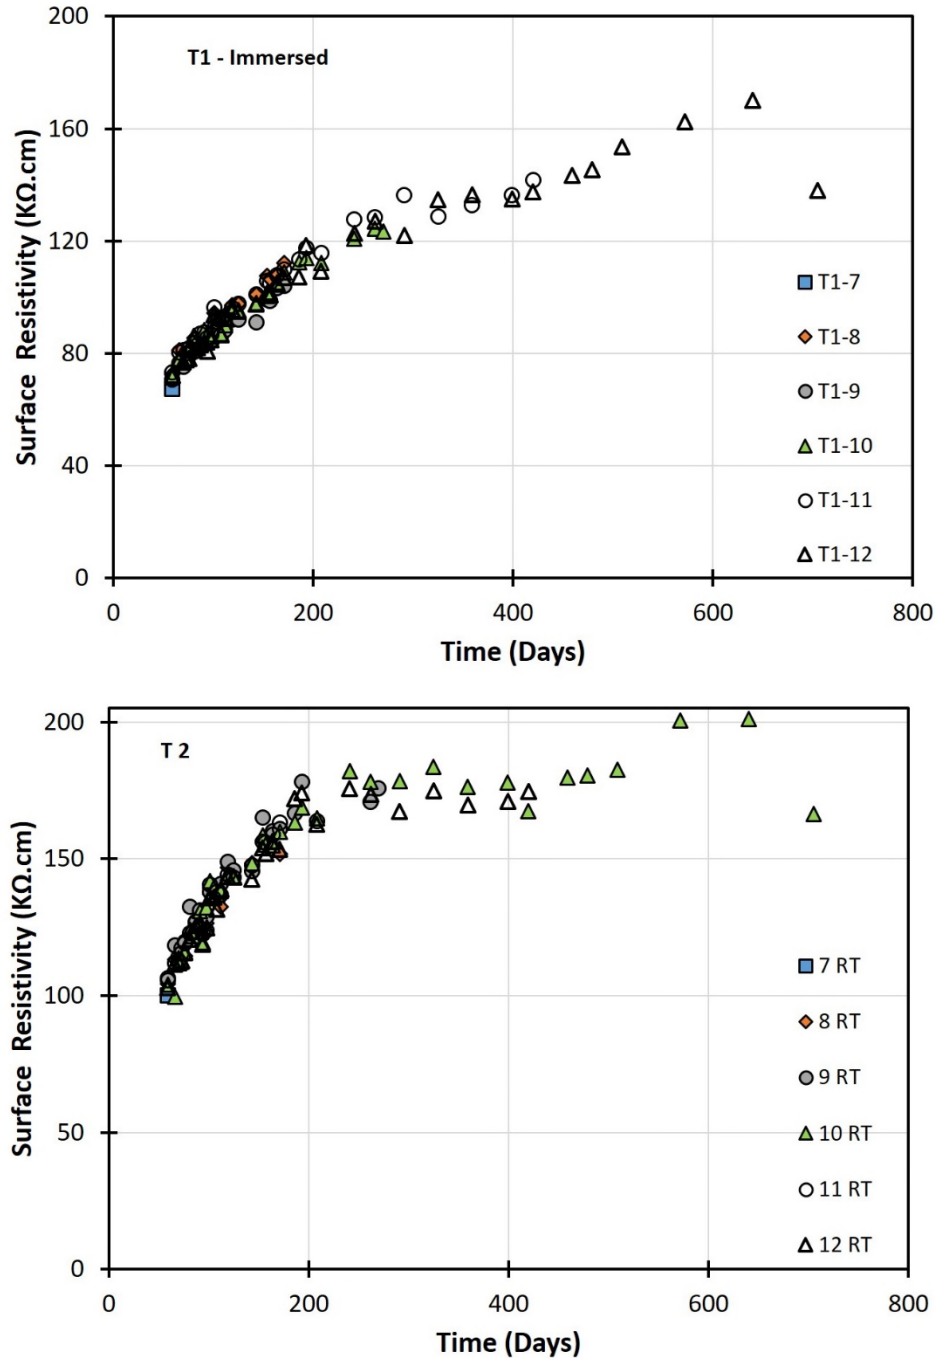 200
T1 - Immersed
160
120
80
40
0
Surface Resistivity (KΩ.cm)
T1-7
T1-8
T1-9
T1-10
T1-11
T1-12
0 200 400 600 800
Time (Days)
200
T 2
150
100
50
0
Surface Resistivity (KΩ.cm)
7 RT
8 RT
9 RT
10 RT
11 RT
12 RT
0 200 400 600 800
Time (Days)